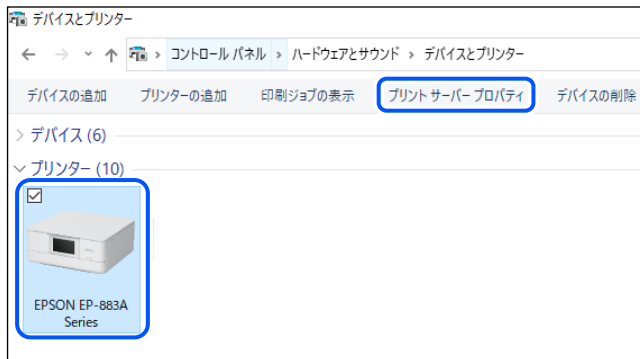 デバイスとプリンター
コントロール パネル › ハードウェアとサウンド › デバイスとプリンター
デバイスの追加 プリンターの追加 印刷ジョブの表示 プリント サーバー プロパティ デバイスの削除
デバイス (6)
プリンター (10)
EPSON EP-883A
Series